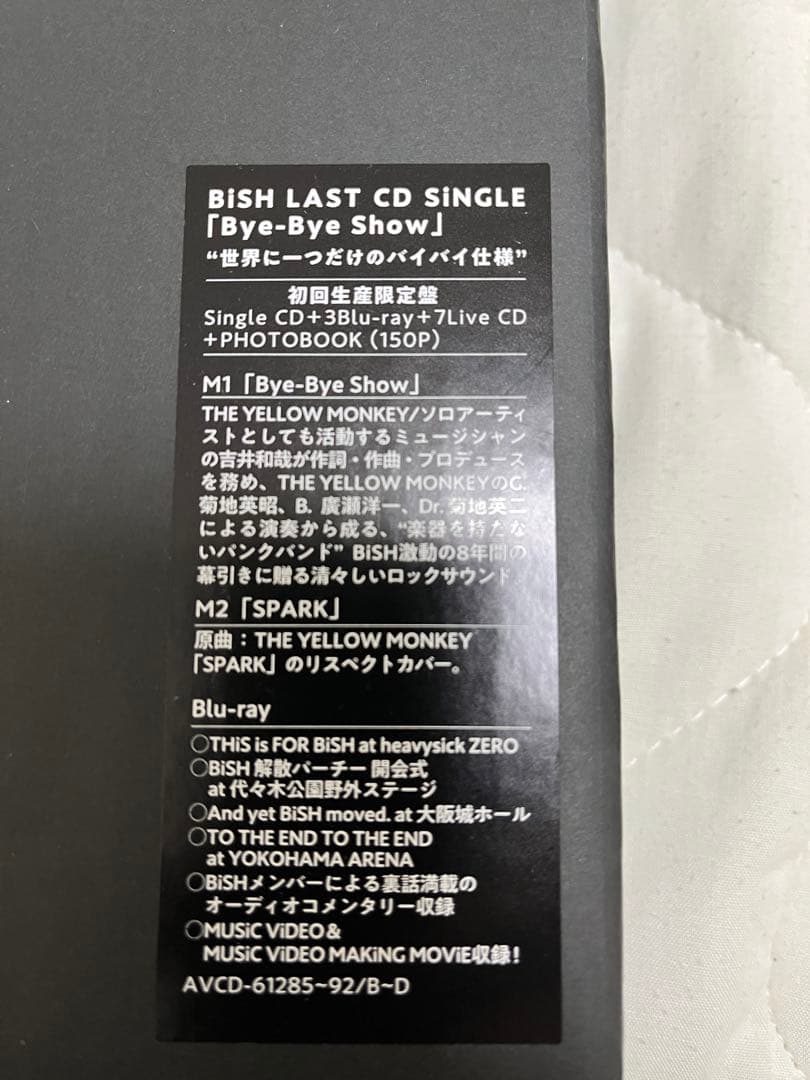 BiSH LAST CD SiNGLE
「Bye-Bye Show」
“世界に一つだけのバイバイ仕様”
初回生産限定盤
Single CD+3Blu-ray+7Live CD
+PHOTOBOOK（150P）
M1「Bye-Bye Show」
THE YELLOW MONKEY/ソロアーティ
ストとしても活動するミュージシャン
の吉井和哉が作詞・作曲・プロデュース
を務め、THE YELLOW MONKEYのG.
菊地英昭、B. 廣瀬洋一、Dr. 菊地英二
による演奏から成る、“楽器を持たな
いパンクバンド” BiSH激動の8年間の
幕引きに贈る清々しいロックサウンド
M2「SPARK」
原曲：THE YELLOW MONKEY
「SPARK」のリスペクトカバー。
Blu-ray
○THiS is FOR BiSH at heavysick ZERO
○BiSH 解散パーチー 開会式
at 代々木公園野外ステージ
○And yet BiSH moved. at 大阪城ホール
○TO THE END TO THE END
at YOKOHAMA ARENA
○BiSHメンバーによる裏話満載の
オーディオコメンタリー収録
○MUSiC ViDEO＆
MUSiC ViDEO MAKiNG MOViE収録！
AVCD-61285~92/B~D